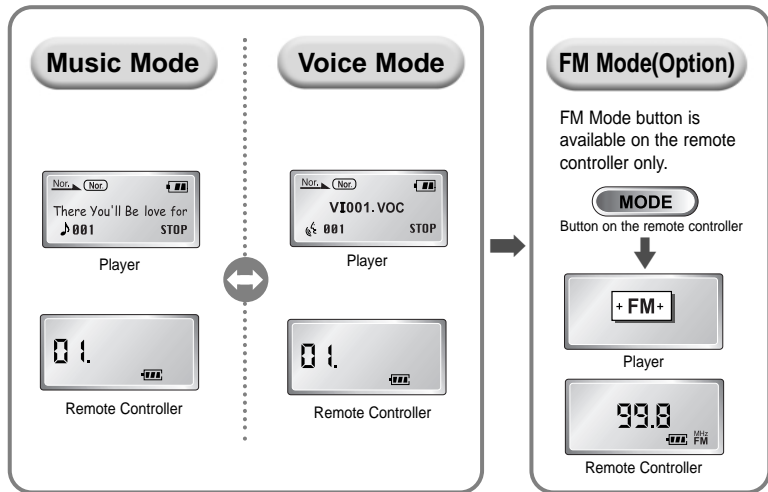 Music Mode
Nor. Nor.
There You'll Be love for
001 STOP
Player
01.
Remote Controller
Voice Mode
Nor. Nor.
VI001.VOC
001 STOP
Player
01.
Remote Controller
FM Mode(Option)
FM Mode button is
available on the remote
controller only.
MODE
Button on the remote controller
+ FM +
Player
99.8 MHz FM
Remote Controller